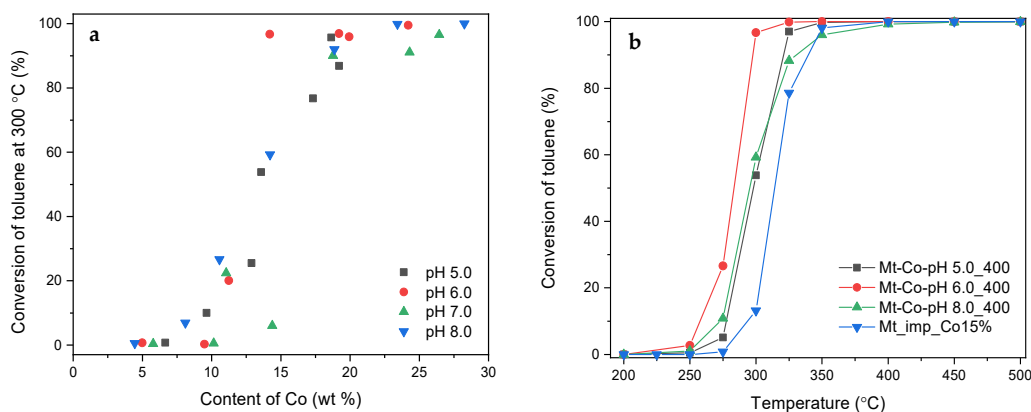 a
Conversion of toluene at 300 °C (%)
100
80
60
40
20
0
pH 5.0
pH 6.0
pH 7.0
pH 8.0
0 5 10 15 20 25 30
Content of Co (wt %)
b
Conversion of toluene (%)
100
80
60
40
20
0
Mt-Co-pH 5.0_400
Mt-Co-pH 6.0_400
Mt-Co-pH 8.0_400
Mt_imp_Co15%
200 250 300 350 400 450 500
Temperature (°C)